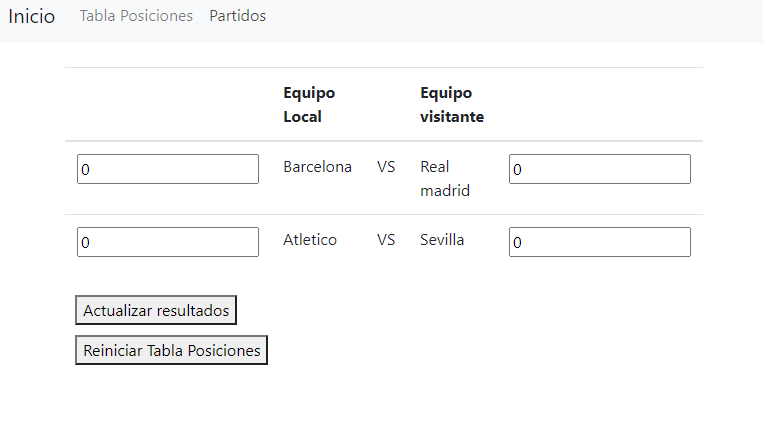 Inicio Tabla Posiciones Partidos
Equipo Local Equipo visitante
0 Barcelona VS Real madrid 0
0 Atletico VS Sevilla 0
Actualizar resultados
Reiniciar Tabla Posiciones